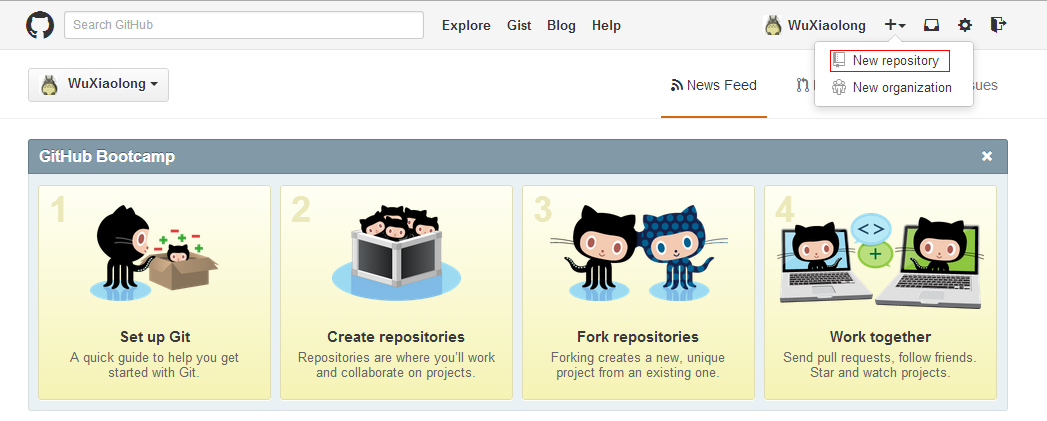 Search GitHub
Explore Gist Blog Help
WuXiaolong
New repository
New organization
WuXiaolong
News Feed
GitHub Bootcamp
1
2
3
4
Set up Git
A quick guide to help you get
started with Git.
Create repositories
Repositories are where you'll work
and collaborate on projects.
Fork repositories
Forking creates a new, unique
project from an existing one.
Work together
Send pull requests, follow friends.
Star and watch projects.